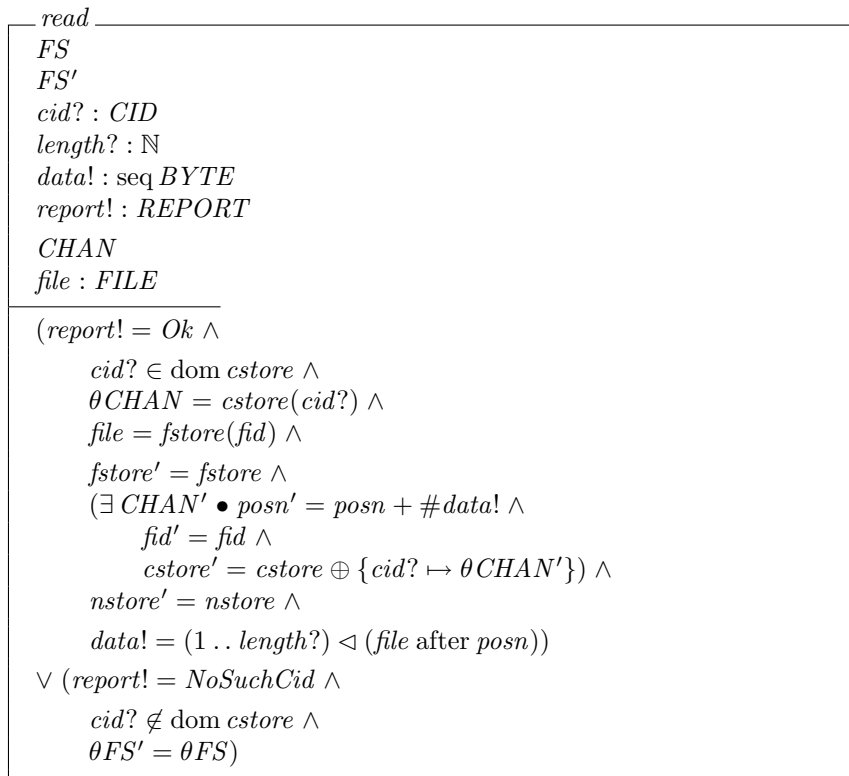 read
FS
FS′
cid? : CID
length? : ℕ
data! : seq BYTE
report! : REPORT
CHAN
file : FILE
(report! = Ok ∧
cid? ∈ dom cstore ∧
θCHAN = cstore(cid?) ∧
file = fstore(fid) ∧
fstore′ = fstore ∧
(∃ CHAN′ • posn′ = posn + #data! ∧
fid′ = fid ∧
cstore′ = cstore ⊕ {cid? ↦ θCHAN′}) ∧
nstore′ = nstore ∧
data! = (1 .. length?) ◁ (file after posn))
∨ (report! = NoSuchCid ∧
cid? ∉ dom cstore ∧
θFS′ = θFS)